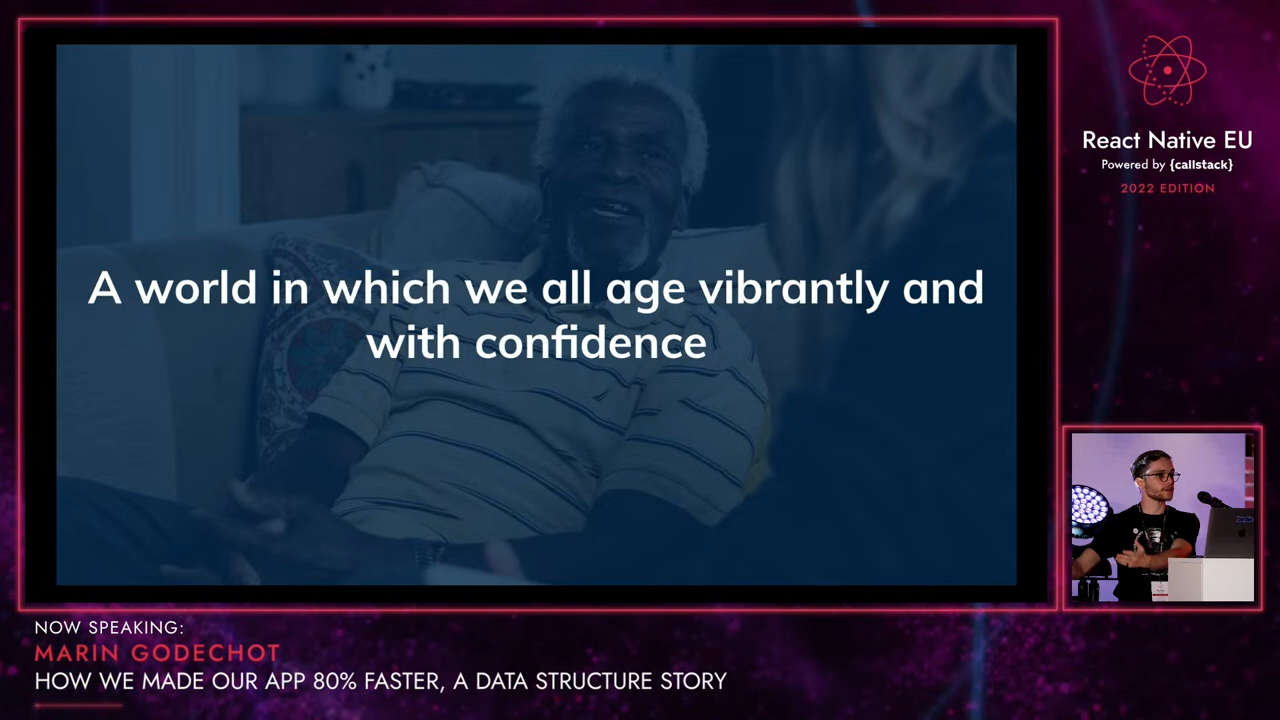 A world in which we all age vibrantly and
with confidence
React Native EU
Powered by {callstack}
2022 EDITION
NOW SPEAKING:
MARIN GODECHOT
HOW WE MADE OUR APP 80% FASTER, A DATA STRUCTURE STORY